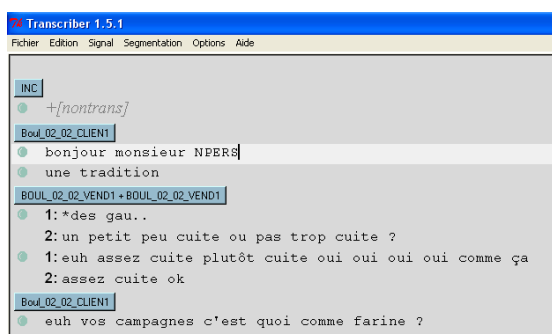 Transcriber 1.5.1
Fichier Edition Signal Segmentation Options Aide
INC
+[nontrans]
Boul_02_02_CLIEN1
bonjour monsieur NPERS
une tradition
BOUL_02_02_VEND1 + BOUL_02_02_VEND1
1: *des gau..
2: un petit peu cuite ou pas trop cuite ?
1: euh assez cuite plutôt cuite oui oui oui oui comme ça
2: assez cuite ok
Boul_02_02_CLIEN1
euh vos campagnes c'est quoi comme farine ?